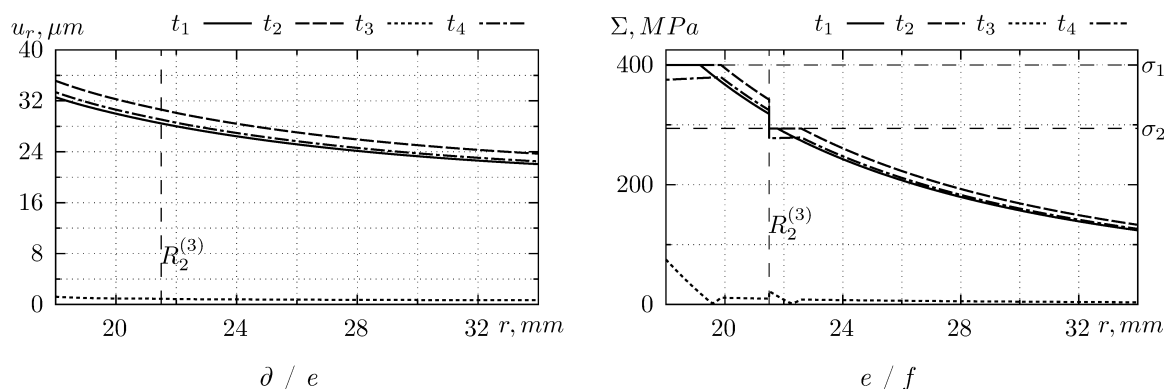 u_r, μm t_1 t_2 t_3 t_4
40
32
24
16
8
0
R_2^{(3)}
20 24 28 32 r, mm
∂ / e
Σ, MPa t_1 t_2 t_3 t_4
400
200
0
σ_1
σ_2
R_2^{(3)}
20 24 28 32 r, mm
e / f